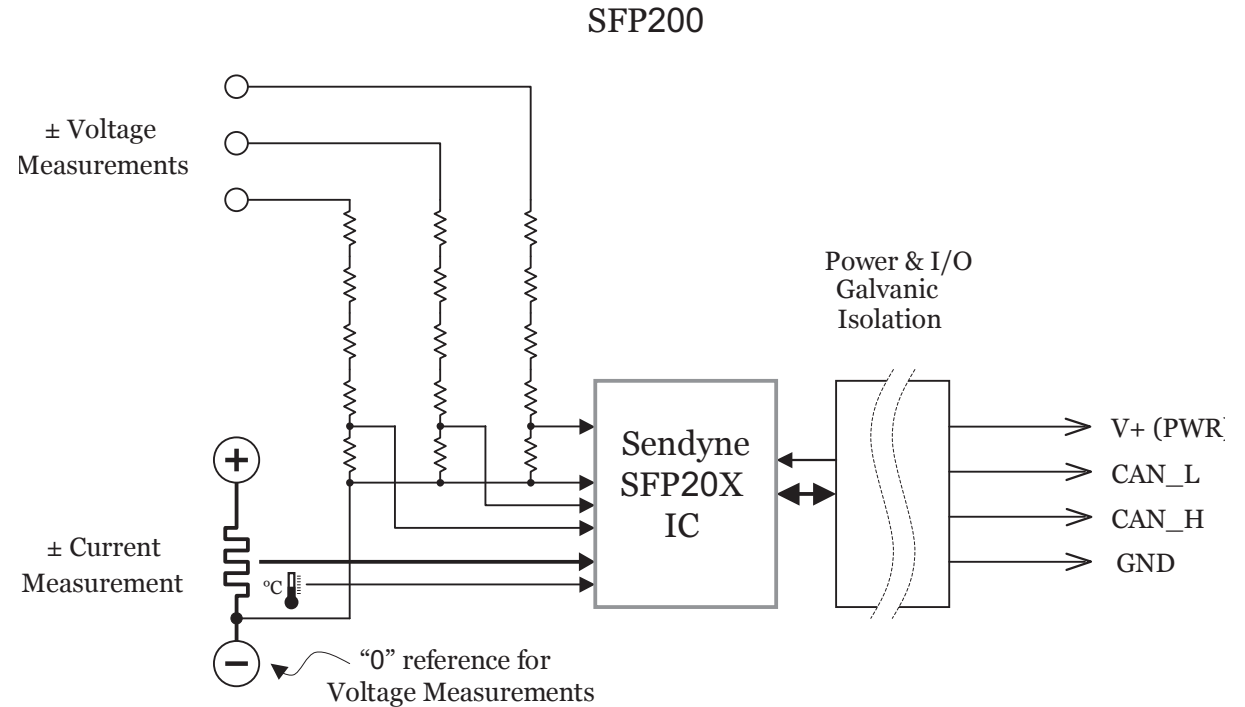 SFP200
± Voltage
Measurements
Power & I/O
Galvanic
Isolation
Sendyne
SFP20X
IC
V+ (PWR)
CAN_L
CAN_H
GND
+
± Current
Measurement
°C
−
“0” reference for
Voltage Measurements